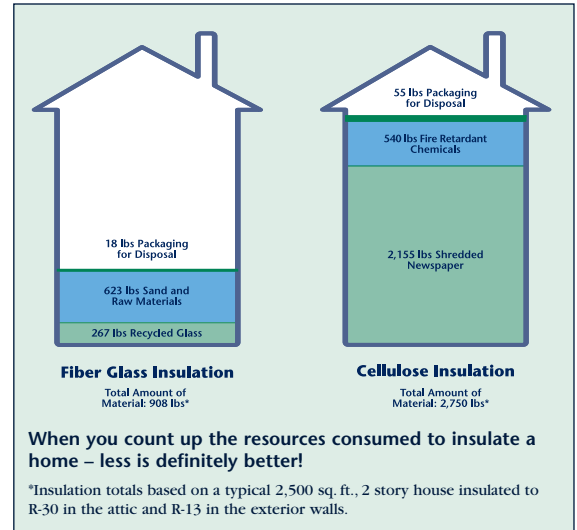 18 lbs Packaging
for Disposal
623 lbs Sand and
Raw Materials
267 lbs Recycled Glass
Fiber Glass Insulation
Total Amount of
Material: 908 lbs*
55 lbs Packaging
for Disposal
540 lbs Fire Retardant
Chemicals
2,155 lbs Shredded
Newspaper
Cellulose Insulation
Total Amount of
Material: 2,750 lbs*
When you count up the resources consumed to insulate a
home – less is definitely better!
*Insulation totals based on a typical 2,500 sq. ft., 2 story house insulated to
R-30 in the attic and R-13 in the exterior walls.